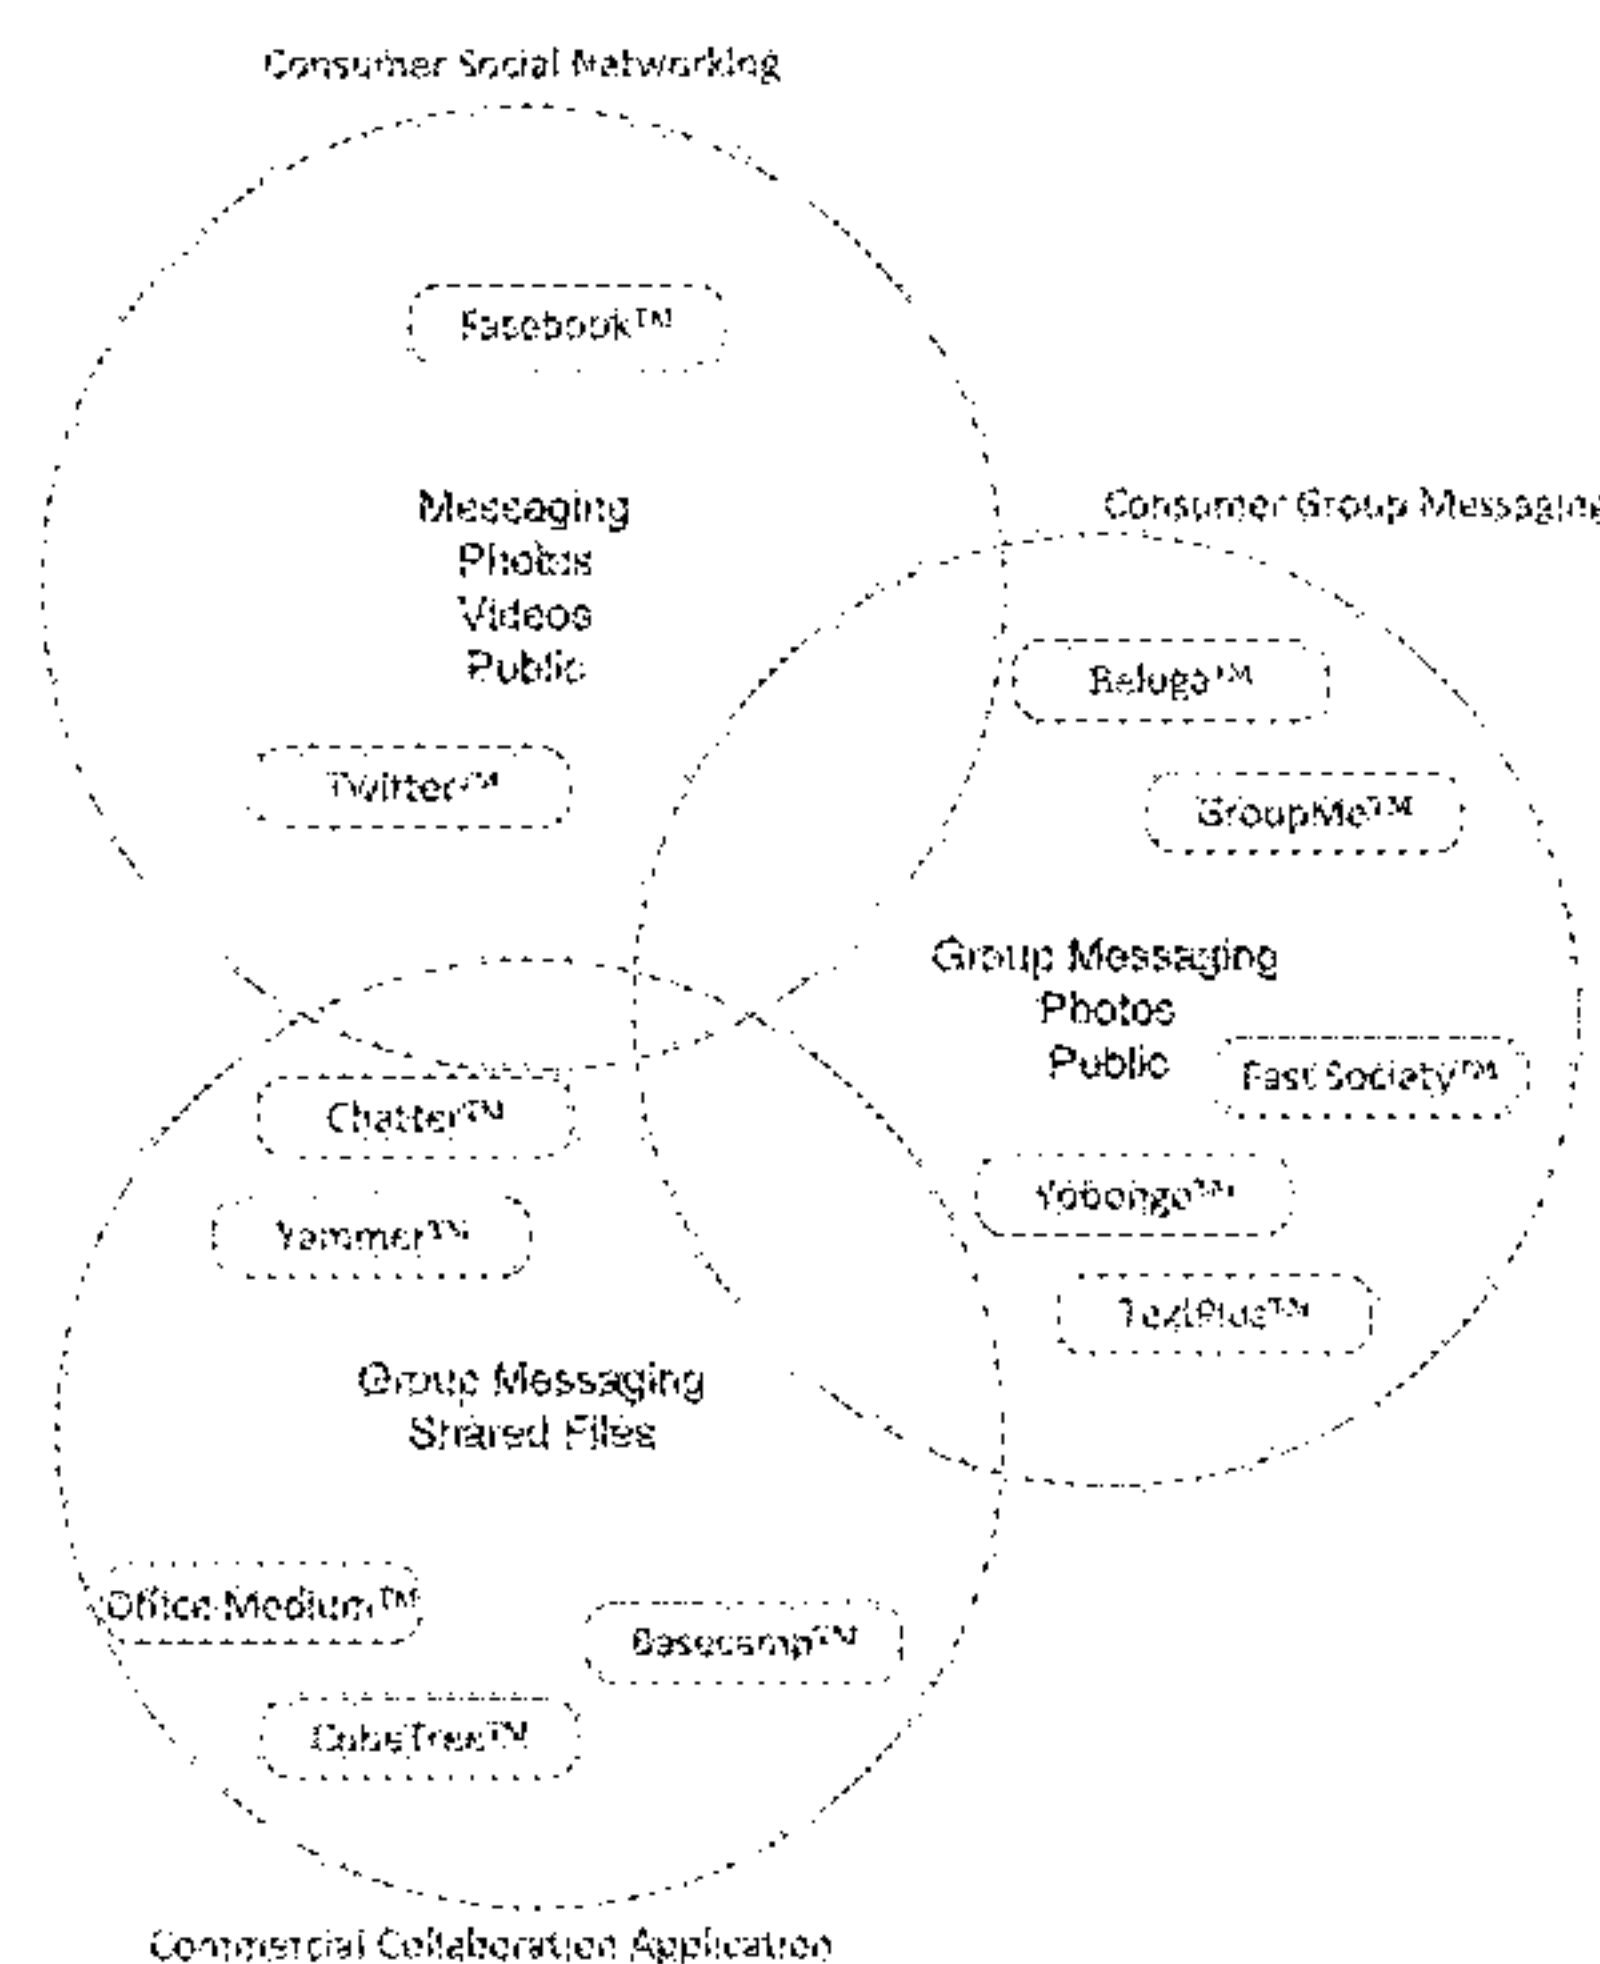 Consumer Social Networking
Facebook™
Messaging
Photos
Videos
Public
Twitter™
Consumer Group Messaging
Beluga™
GroupMe™
Group Messaging
Photos
Public
Fast Society™
Yobongo™
TextPlus™
Chatter™
Yammer™
Group Messaging
Shared Files
Office Medium™
Basecamp™
CubeTree™
Commercial Collaboration Application